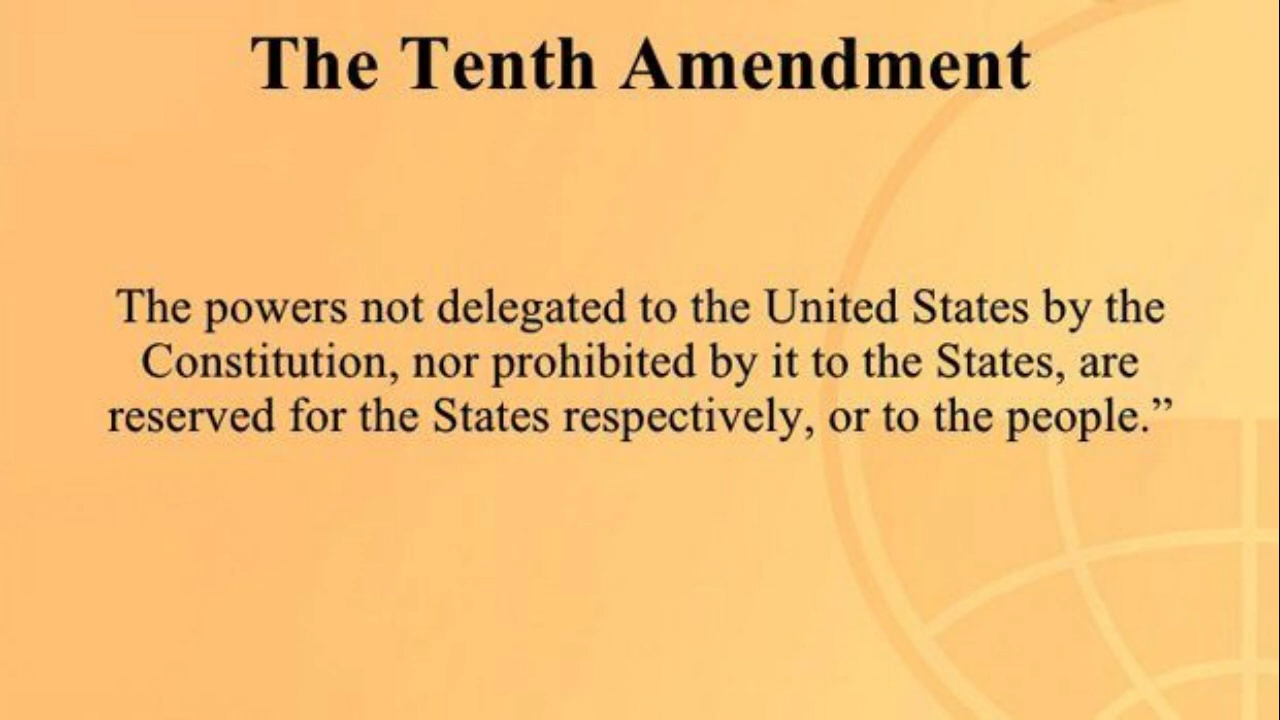 The Tenth Amendment
The powers not delegated to the United States by the
Constitution, nor prohibited by it to the States, are
reserved for the States respectively, or to the people.”